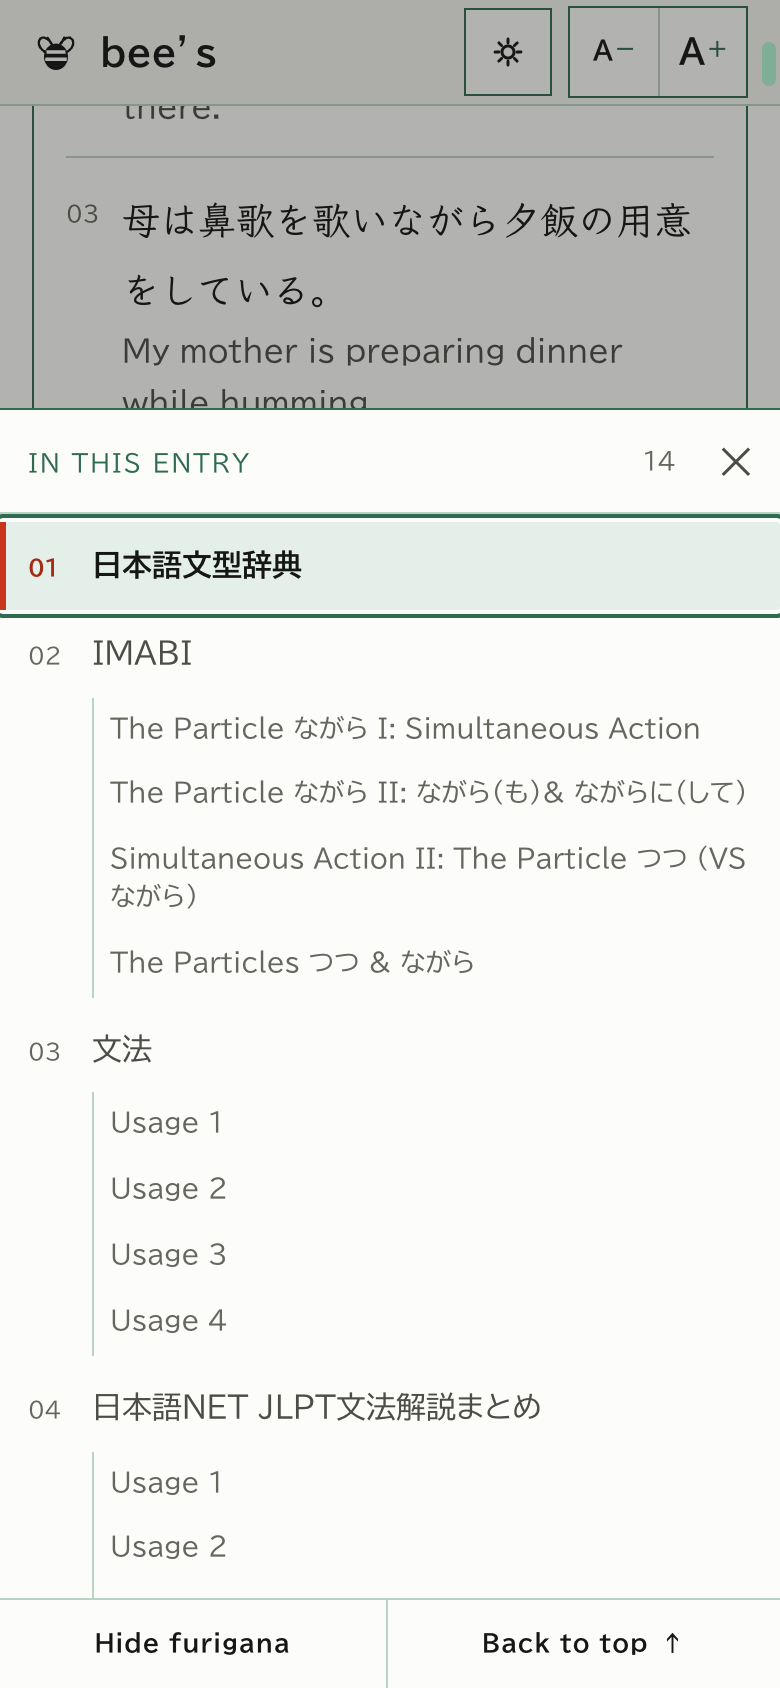 bee's
A−
A+
there.
03
母は鼻歌を歌いながら夕飯の用意
をしている。
My mother is preparing dinner
while humming
IN THIS ENTRY
14
01 日本語文型辞典
02 IMABI
The Particle ながら I: Simultaneous Action
The Particle ながら II: ながら(も)& ながらに(して)
Simultaneous Action II: The Particle つつ (VS
ながら)
The Particles つつ & ながら
03 文法
Usage 1
Usage 2
Usage 3
Usage 4
04 日本語NET JLPT文法解説まとめ
Usage 1
Usage 2
Hide furigana
Back to top ↑